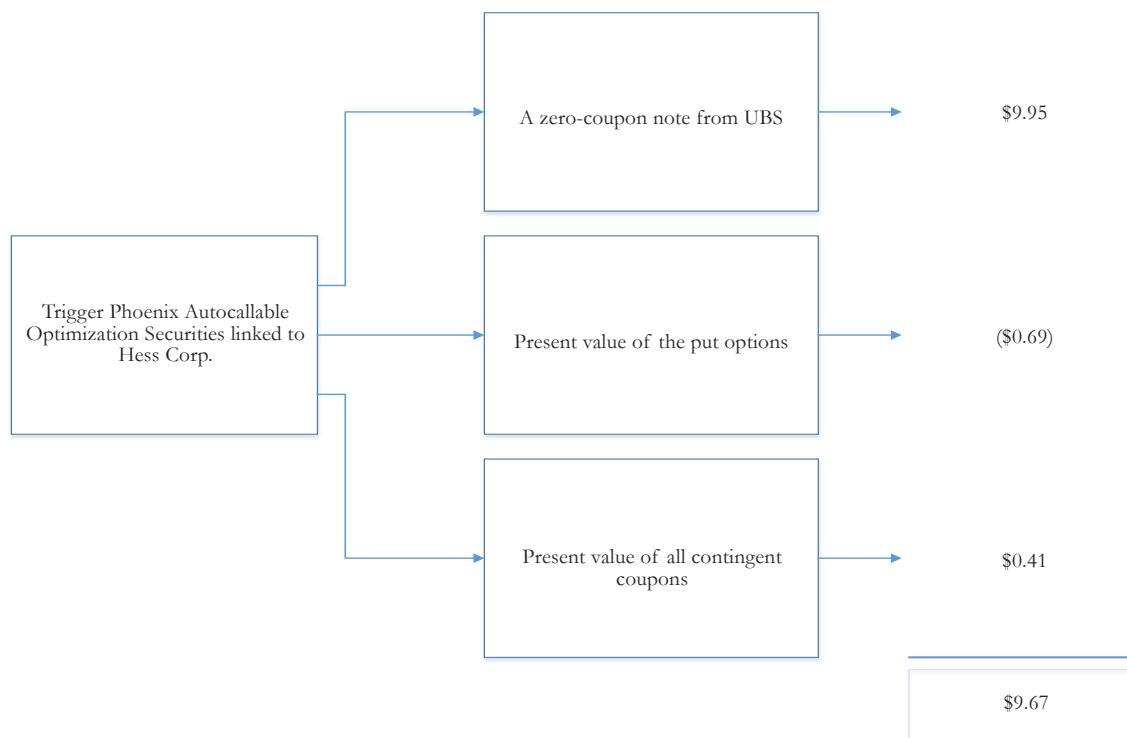 A zero-coupon note from UBS
$9.95
Trigger Phoenix Autocallable
Optimization Securities linked to
Hess Corp.
Present value of the put options
($0.69)
Present value of all contingent
coupons
$0.41
$9.67